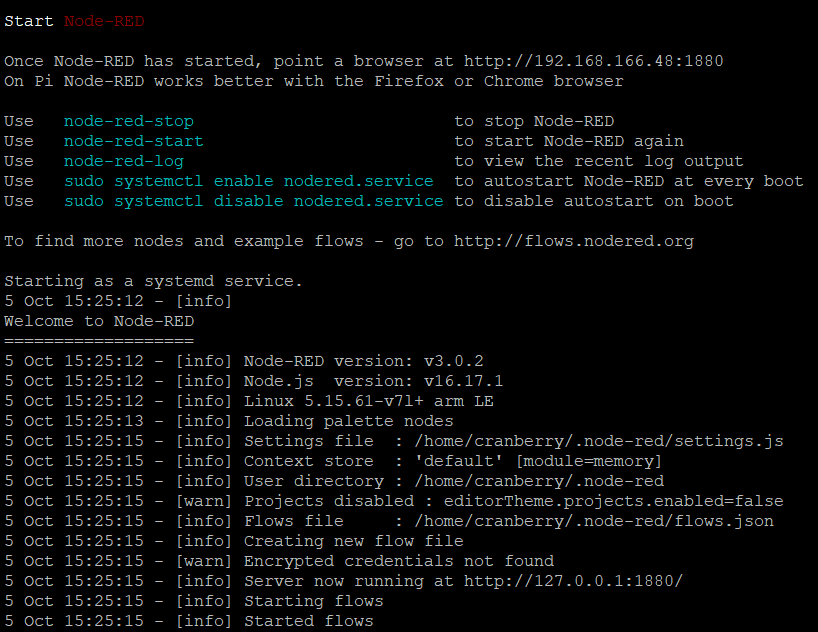 Start Node-RED
Once Node-RED has started, point a browser at http://192.168.166.48:1880
On Pi Node-RED works better with the Firefox or Chrome browser
Use   node-red-stop                          to stop Node-RED
Use   node-red-start                         to start Node-RED again
Use   node-red-log                           to view the recent log output
Use   sudo systemctl enable nodered.service  to autostart Node-RED at every boot
Use   sudo systemctl disable nodered.service to disable autostart on boot
To find more nodes and example flows - go to http://flows.nodered.org
Starting as a systemd service.
5 Oct 15:25:12 - [info]
Welcome to Node-RED
===================
5 Oct 15:25:12 - [info] Node-RED version: v3.0.2
5 Oct 15:25:12 - [info] Node.js  version: v16.17.1
5 Oct 15:25:12 - [info] Linux 5.15.61-v7l+ arm LE
5 Oct 15:25:13 - [info] Loading palette nodes
5 Oct 15:25:15 - [info] Settings file  : /home/cranberry/.node-red/settings.js
5 Oct 15:25:15 - [info] Context store  : 'default' [module=memory]
5 Oct 15:25:15 - [info] User directory : /home/cranberry/.node-red
5 Oct 15:25:15 - [warn] Projects disabled : editorTheme.projects.enabled=false
5 Oct 15:25:15 - [info] Flows file     : /home/cranberry/.node-red/flows.json
5 Oct 15:25:15 - [info] Creating new flow file
5 Oct 15:25:15 - [warn] Encrypted credentials not found
5 Oct 15:25:15 - [info] Server now running at http://127.0.0.1:1880/
5 Oct 15:25:15 - [info] Starting flows
5 Oct 15:25:15 - [info] Started flows